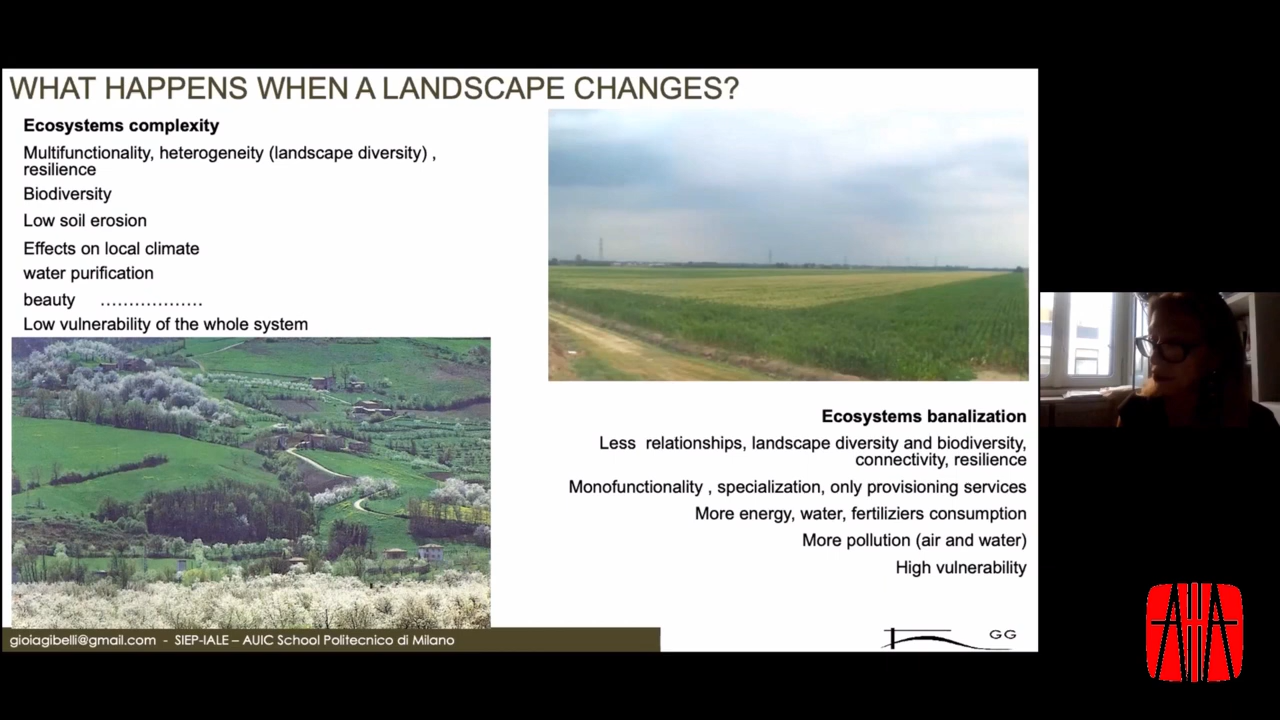 WHAT HAPPENS WHEN A LANDSCAPE CHANGES?
Ecosystems complexity
Multifunctionality, heterogeneity (landscape diversity) ,
resilience
Biodiversity
Low soil erosion
Effects on local climate
water purification
beauty ………………
Low vulnerability of the whole system
Ecosystems banalization
Less relationships, landscape diversity and biodiversity,
connectivity, resilience
Monofunctionality , specialization, only provisioning services
More energy, water, fertiliziers consumption
More pollution (air and water)
High vulnerability
gioiagibelli@gmail.com - SIEP-IALE – AUIC School Politecnico di Milano
GG